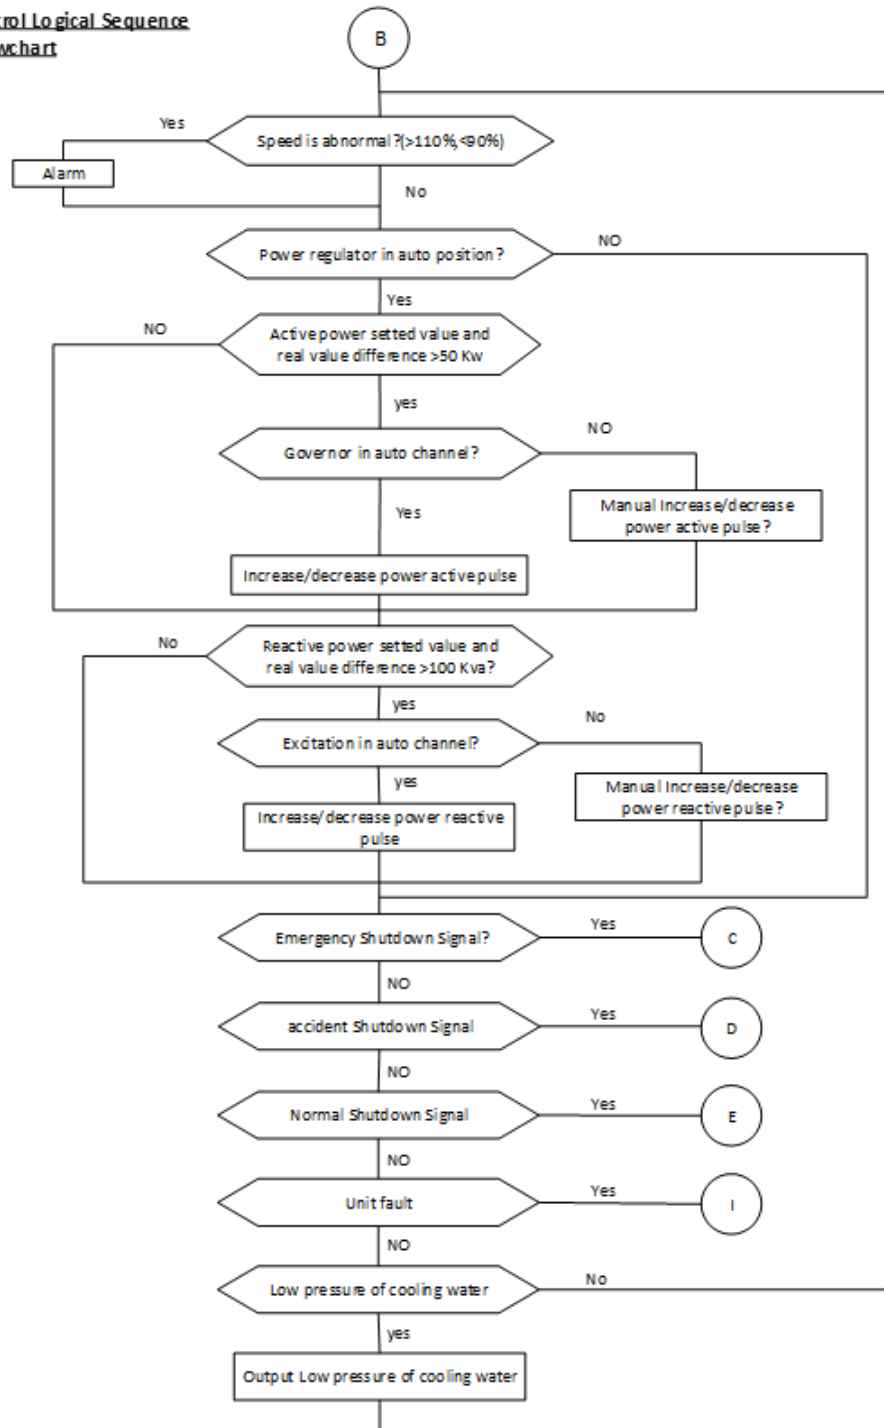 trol Logical Sequence
wchart
B
Yes
Speed is abnormal?(>110%,<90%)
Alarm
No
Power regulator in auto position?
NO
Yes
NO
Active power setted value and
real value difference >50 Kw
yes
Governor in auto channel?
NO
Yes
Manual Increase/decrease
power active pulse?
Increase/decrease power active pulse
No
Reactive power setted value and
real value difference >100 Kva?
yes
Excitation in auto channel?
No
yes
Manual Increase/decrease
power reactive pulse?
Increase/decrease power reactive
pulse
Emergency Shutdown Signal?
Yes
C
NO
accident Shutdown Signal
Yes
D
NO
Normal Shutdown Signal
Yes
E
NO
Unit fault
Yes
I
NO
Low pressure of cooling water
No
yes
Output Low pressure of cooling water